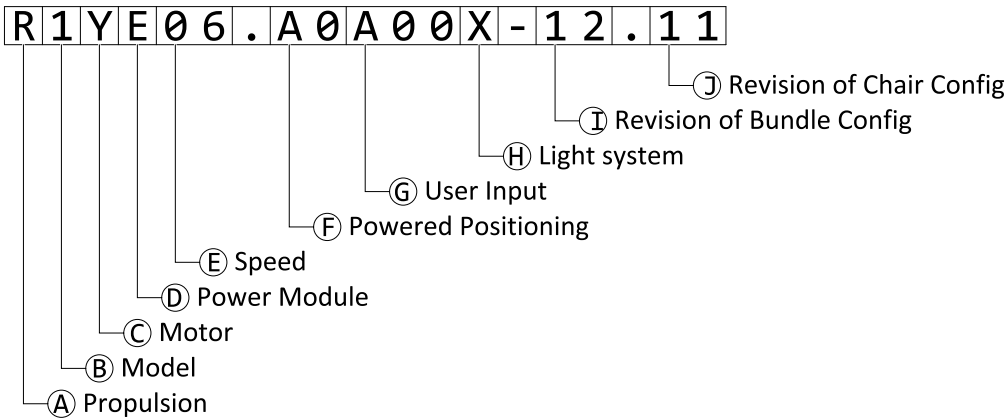 R1YE06.A0A00X-12.11
J Revision of Chair Config
I Revision of Bundle Config
H Light system
G User Input
F Powered Positioning
E Speed
D Power Module
C Motor
B Model
A Propulsion